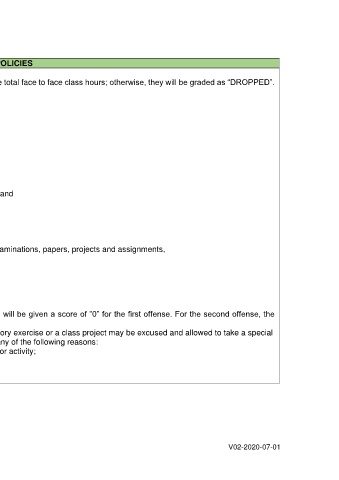 OLICIES
e total face to face class hours; otherwise, they will be graded as “DROPPED”.
and
aminations, papers, projects and assignments,
will be given a score of “0” for the first offense. For the second offense, the
ory exercise or a class project may be excused and allowed to take a special
any of the following reasons:
or activity;
V02-2020-07-01